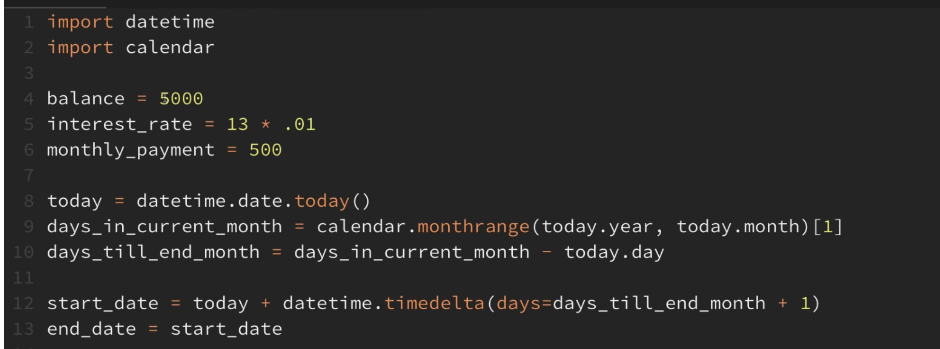 1 import datetime
2 import calendar
3
4 balance = 5000
5 interest_rate = 13 * .01
6 monthly_payment = 500
7
8 today = datetime.date.today()
9 days_in_current_month = calendar.monthrange(today.year, today.month)[1]
10 days_till_end_month = days_in_current_month - today.day
11
12 start_date = today + datetime.timedelta(days=days_till_end_month + 1)
13 end_date = start_date